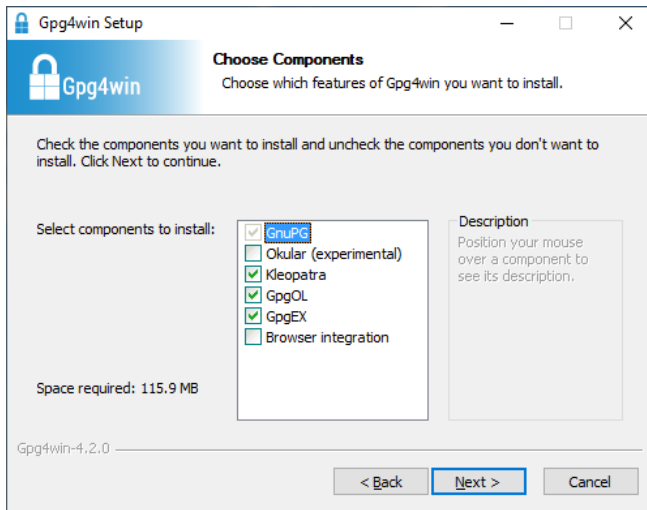 Gpg4win Setup
Gpg4win
Choose Components
Choose which features of Gpg4win you want to install.
Check the components you want to install and uncheck the components you don't want to
install. Click Next to continue.
Select components to install:
GnuPG
Okular (experimental)
Kleopatra
GpgOL
GpgEX
Browser integration
Description
Position your mouse
over a component to
see its description.
Space required: 115.9 MB
Gpg4win-4.2.0
< Back
Next >
Cancel